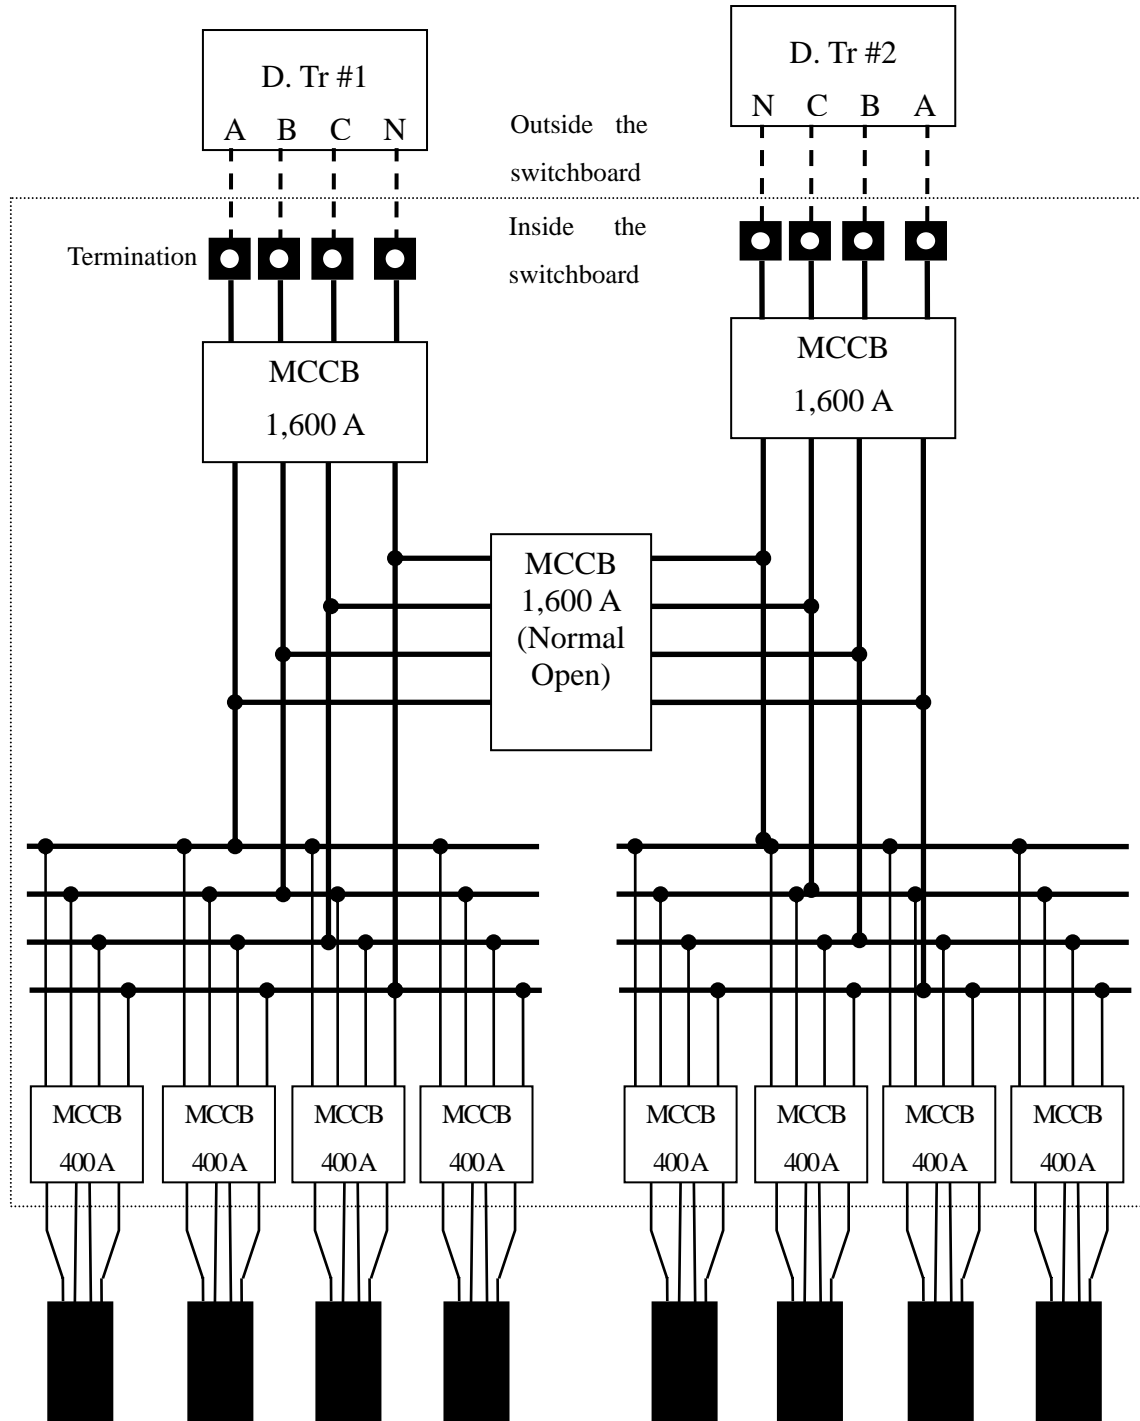 D. Tr #1
A B C N
D. Tr #2
N C B A
Outside the
switchboard
Inside the
switchboard
Termination
MCCB
1,600 A
MCCB
1,600 A
MCCB
1,600 A
(Normal
Open)
MCCB
400A
MCCB
400A
MCCB
400A
MCCB
400A
MCCB
400A
MCCB
400A
MCCB
400A
MCCB
400A